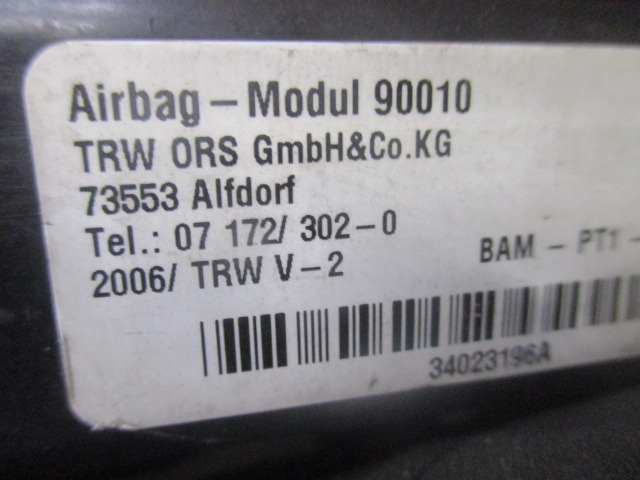 Airbag – Modul 90010
TRW ORS GmbH&Co.KG
73553 Alfdorf
Tel.: 07 172/ 302–0
2006/ TRW V–2
BAM – PT1 –
34023196A